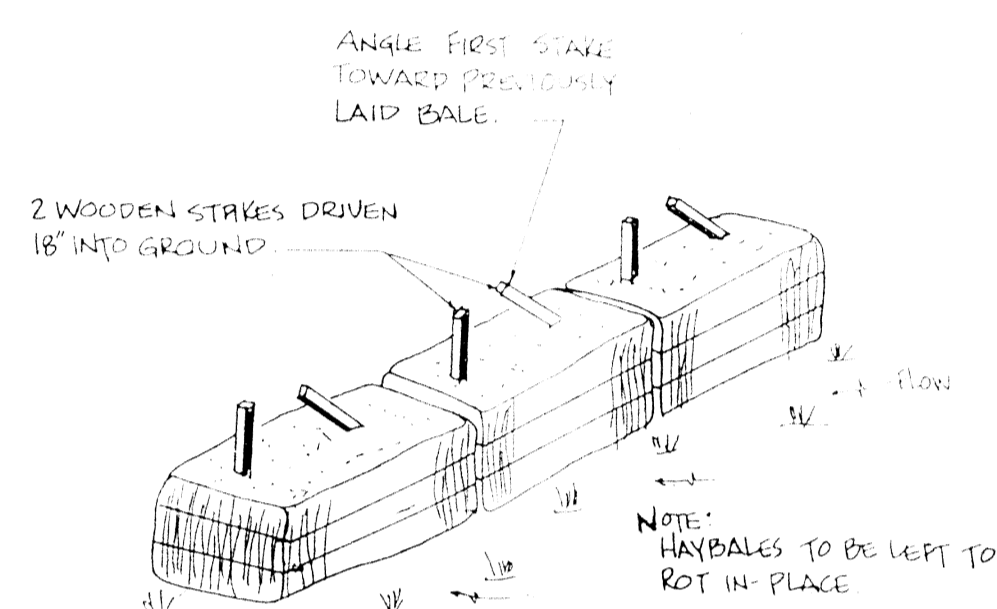 ANGLE FIRST STAKE
TOWARD PREVIOUSLY
LAID BALE.
2 WOODEN STAKES DRIVEN
18" INTO GROUND.
FLOW
NOTE:
HAYBALES TO BE LEFT TO
ROT IN-PLACE.